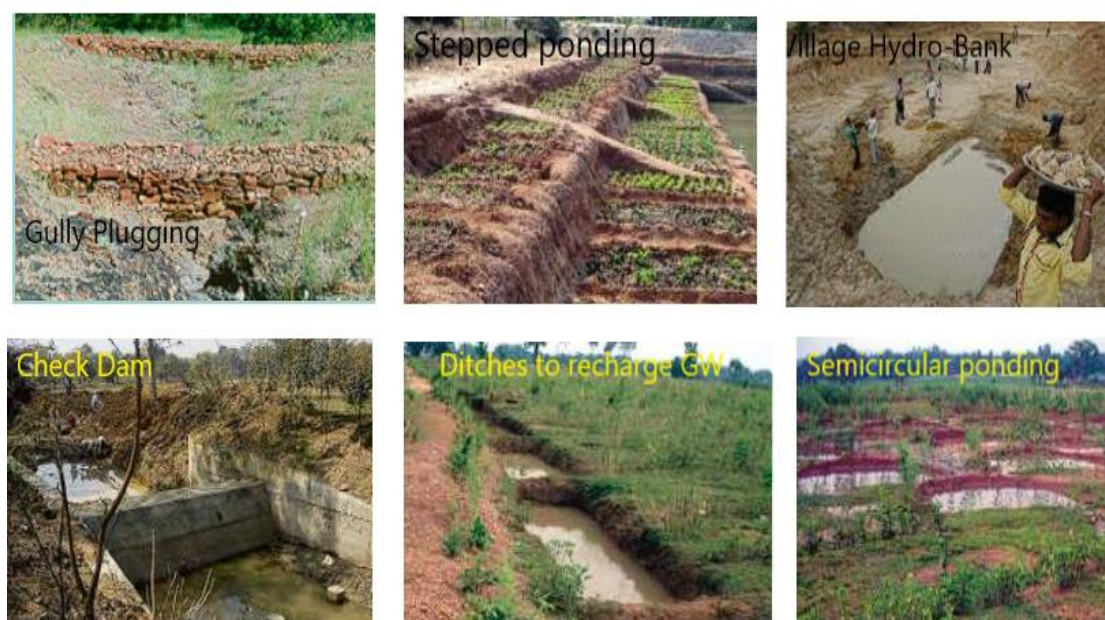 Gully Plugging
Stepped ponding
Village Hydro-Bank
Check Dam
Ditches to recharge GW
Semicircular ponding